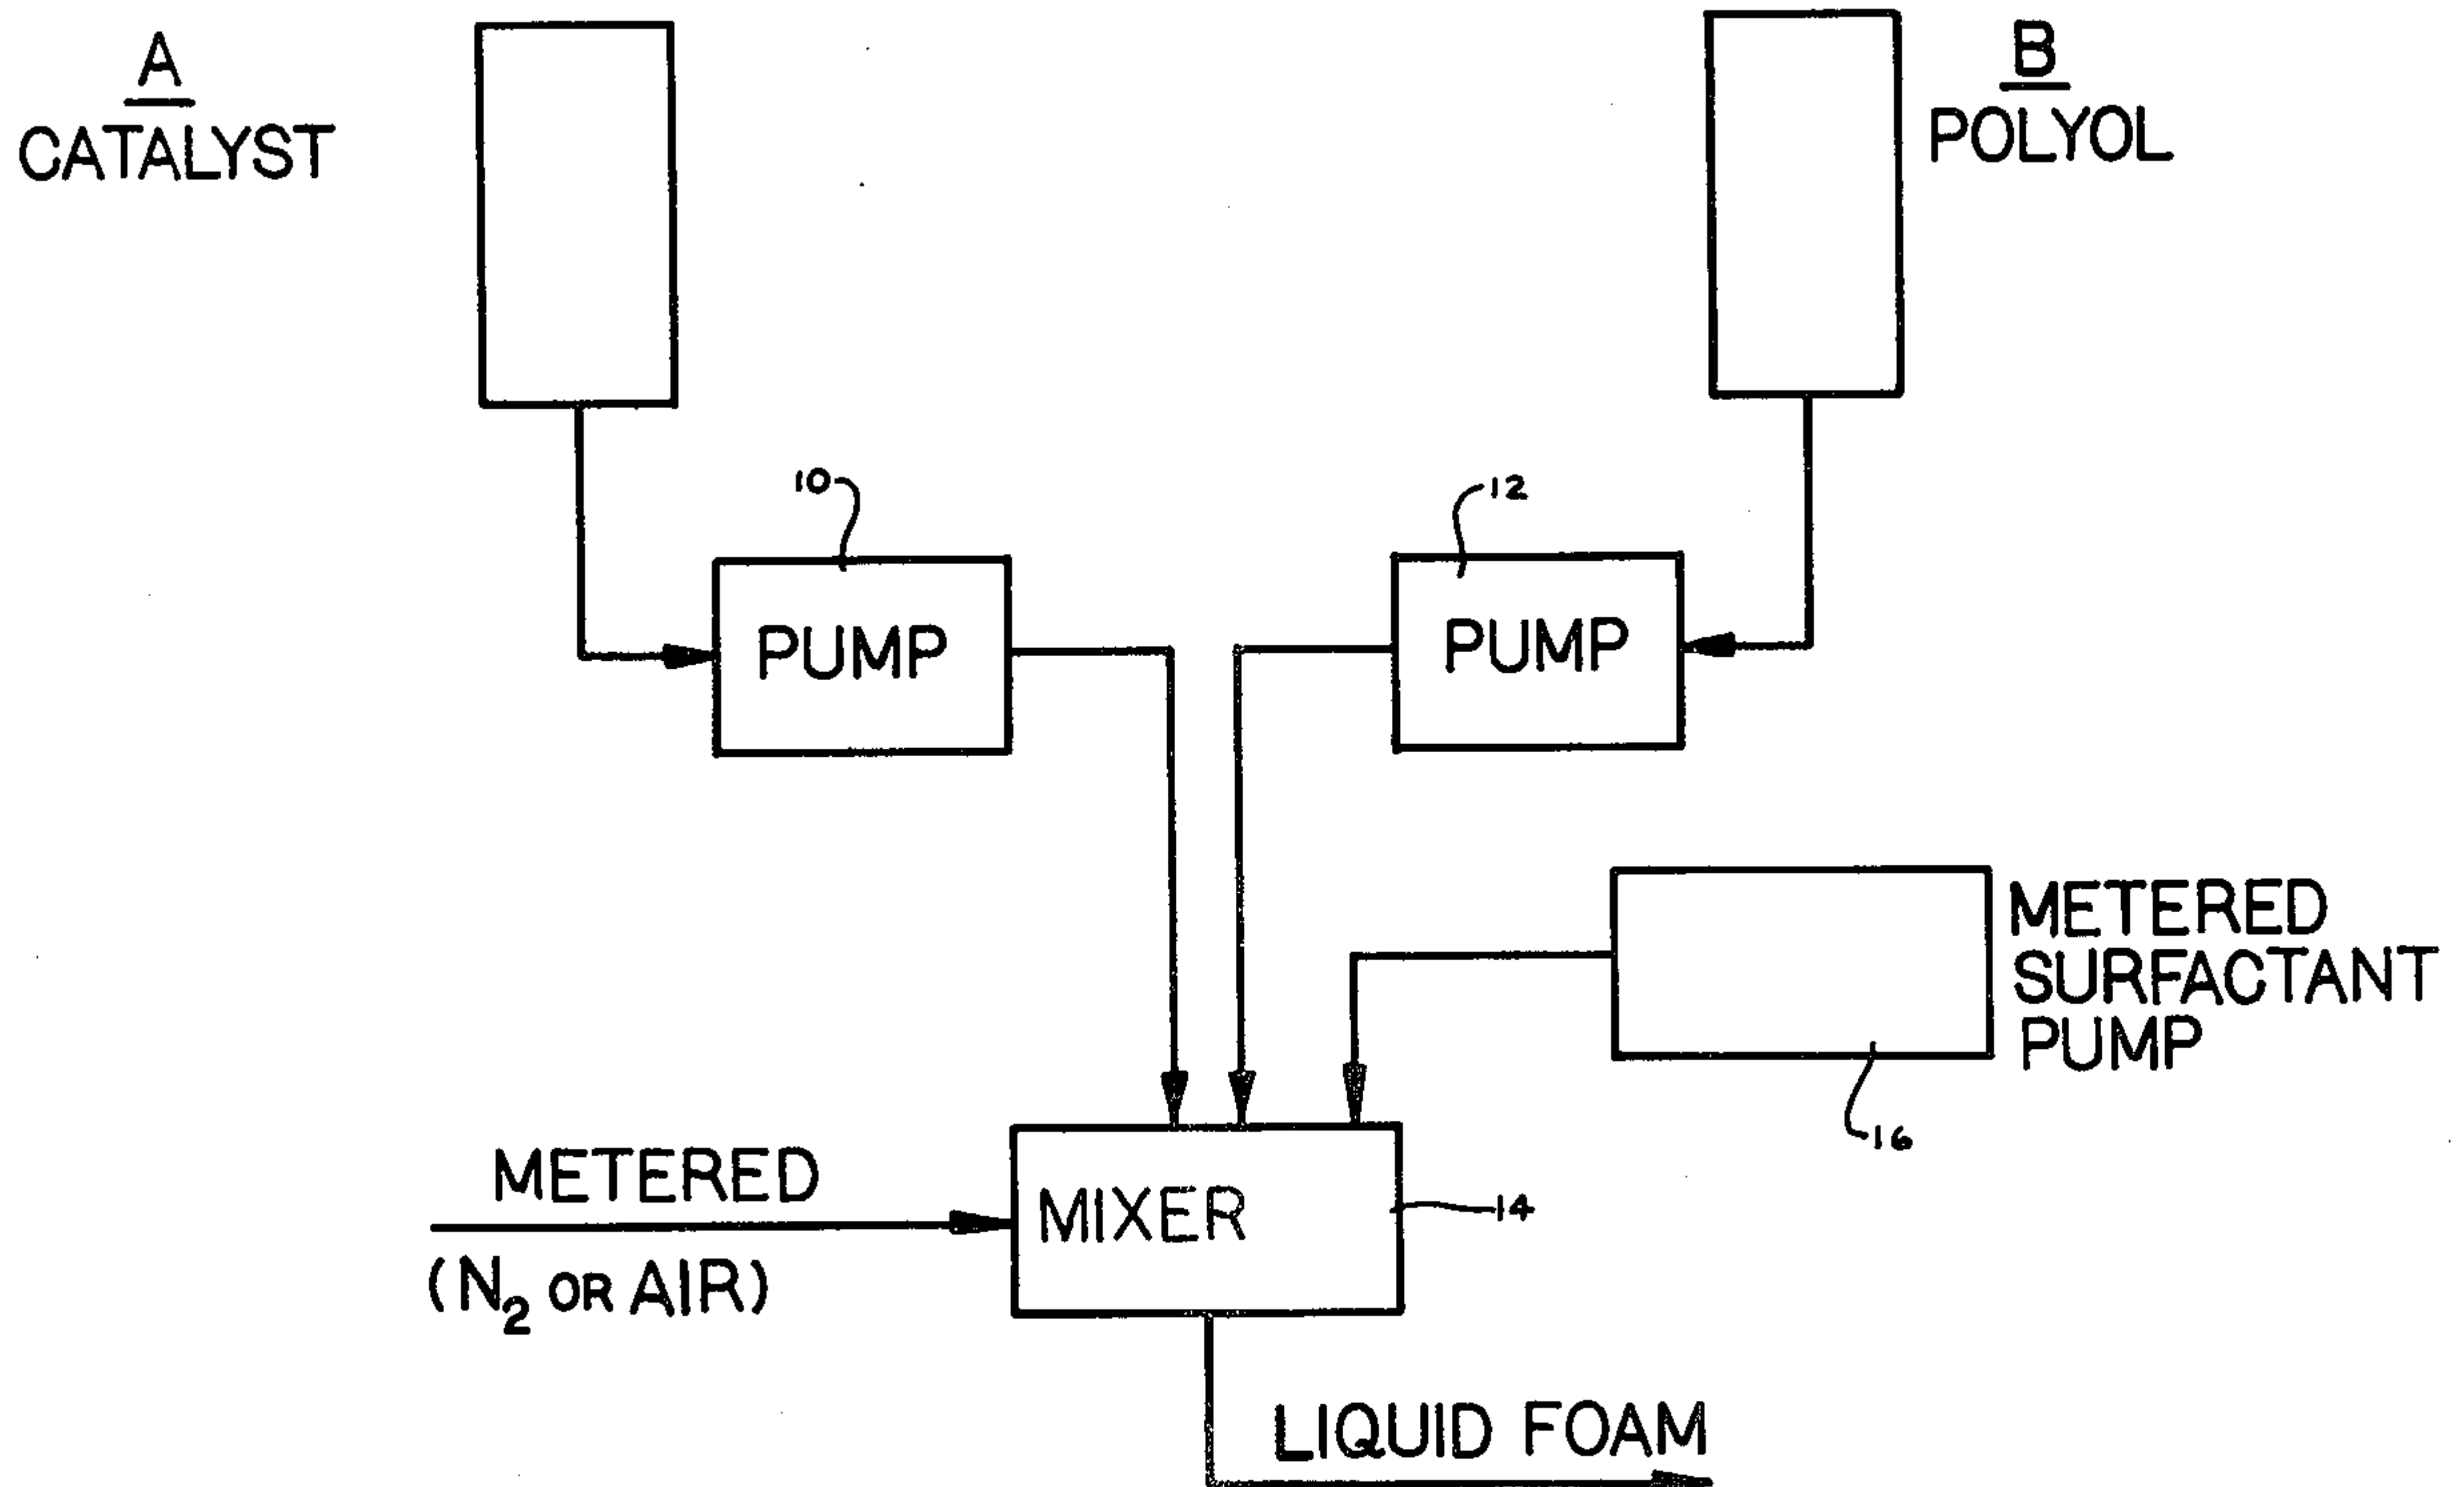 A
CATALYST
B
POLYOL
10
12
PUMP
PUMP
METERED
SURFACTANT
PUMP
16
METERED
(N₂ OR AIR)
MIXER
14
LIQUID FOAM